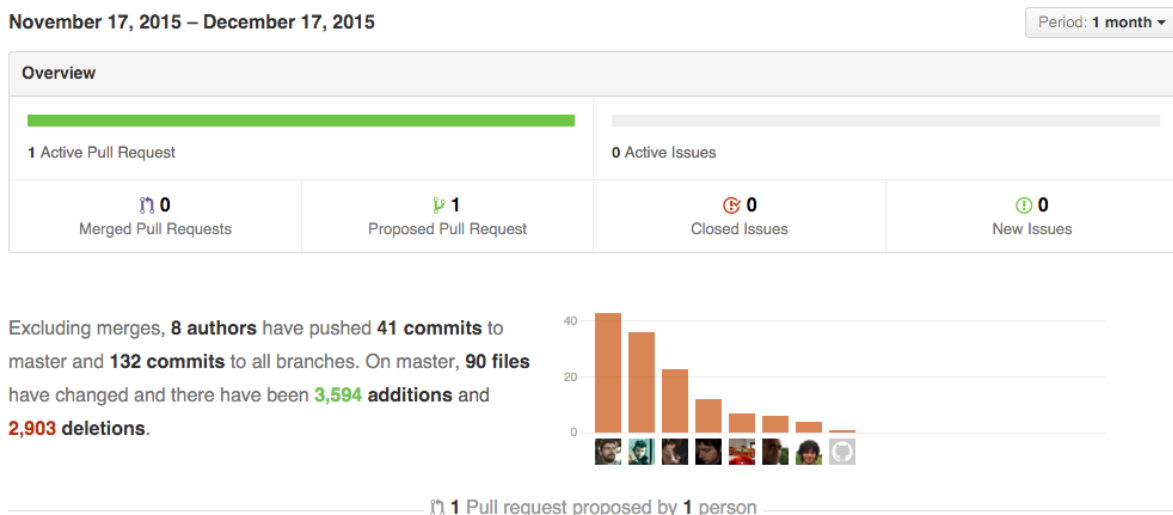 November 17, 2015 – December 17, 2015
Period: 1 month
Overview
1 Active Pull Request
0 Active Issues
0
Merged Pull Requests
1
Proposed Pull Request
0
Closed Issues
0
New Issues
Excluding merges, 8 authors have pushed 41 commits to
master and 132 commits to all branches. On master, 90 files
have changed and there have been 3,594 additions and
2,903 deletions.
40
20
0
1 Pull request proposed by 1 person